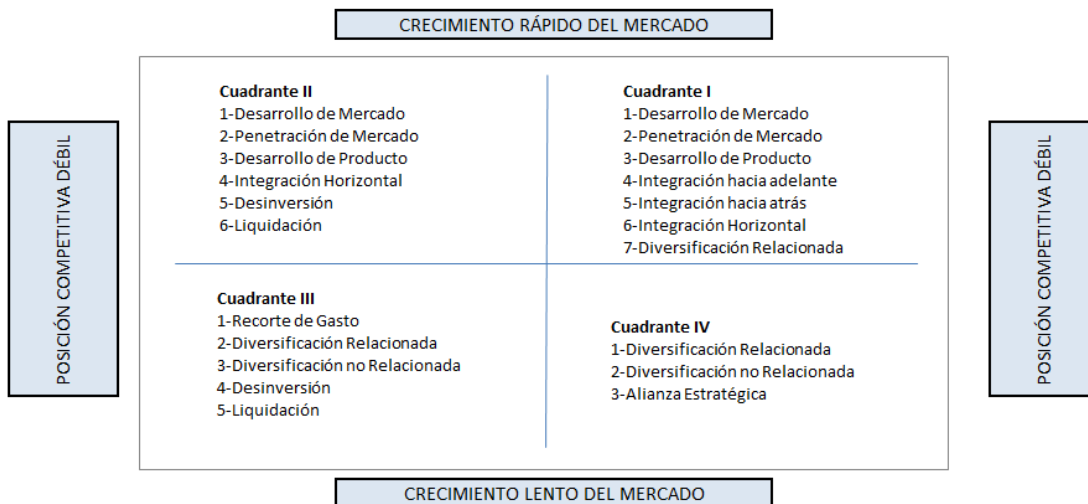 CRECIMIENTO RÁPIDO DEL MERCADO
POSICIÓN COMPETITIVA DÉBIL
Cuadrante II
1-Desarrollo de Mercado
2-Penetración de Mercado
3-Desarrollo de Producto
4-Integración Horizontal
5-Desinversión
6-Liquidación
Cuadrante I
1-Desarrollo de Mercado
2-Penetración de Mercado
3-Desarrollo de Producto
4-Integración hacia adelante
5-Integración hacia atrás
6-Integración Horizontal
7-Diversificación Relacionada
Cuadrante III
1-Recorte de Gasto
2-Diversificación Relacionada
3-Diversificación no Relacionada
4-Desinversión
5-Liquidación
Cuadrante IV
1-Diversificación Relacionada
2-Diversificación no Relacionada
3-Alianza Estratégica
POSICIÓN COMPETITIVA DÉBIL
CRECIMIENTO LENTO DEL MERCADO